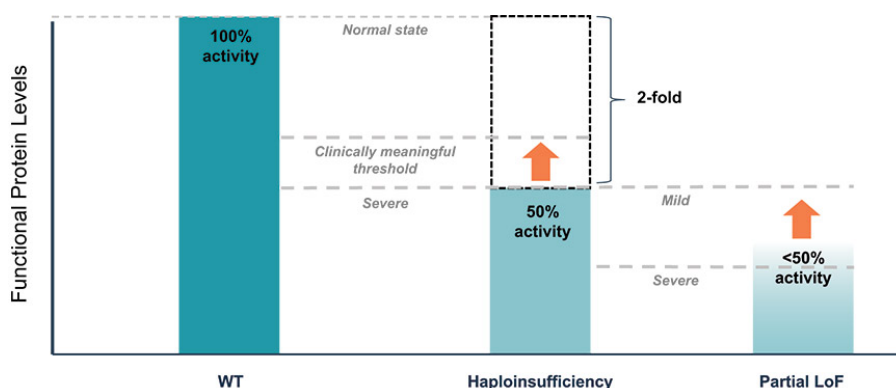 Functional Protein Levels
100%
activity
Normal state
2-fold
Clinically meaningful
threshold
Severe
50%
activity
Mild
<50%
activity
Severe
WT
Haploinsufficiency
Partial LoF